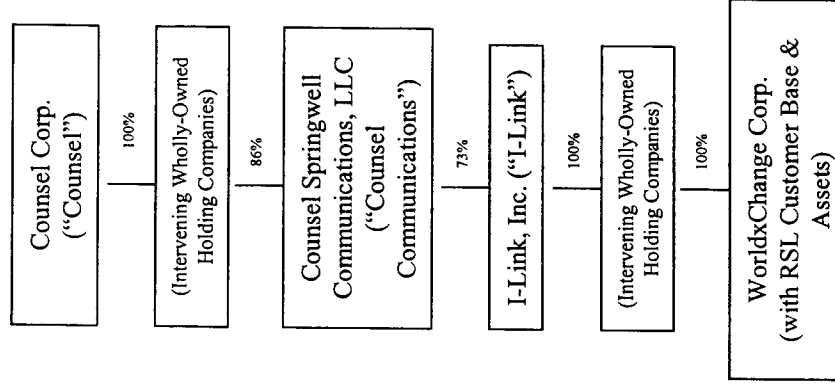 Counsel Corp.
(“Counsel”)
100%
(Intervening Wholly-Owned
Holding Companies)
86%
Counsel Springwell
Communications, LLC
(“Counsel
Communications”)
73%
I-Link, Inc. (“I-Link”)
100%
(Intervening Wholly-Owned
Holding Companies)
100%
WorldxChange Corp.
(with RSL Customer Base &
Assets)